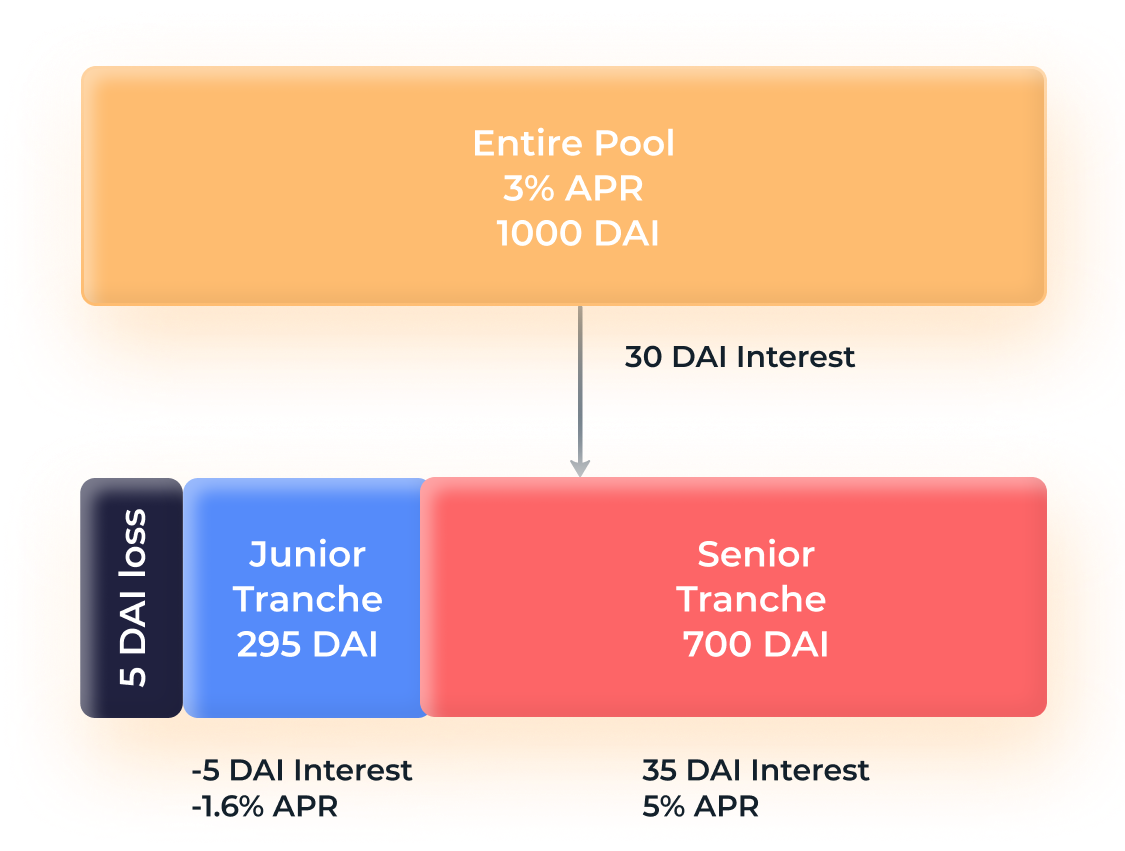 Entire Pool
3% APR
1000 DAI
30 DAI Interest
5 DAI loss
Junior
Tranche
295 DAI
Senior
Tranche
700 DAI
-5 DAI Interest
-1.6% APR
35 DAI Interest
5% APR